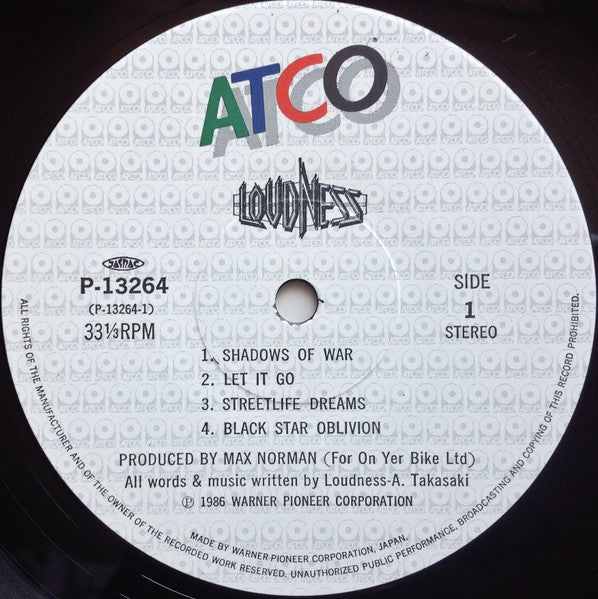 ATCO
LOUDNESS
JASRAC
P-13264
(P-13264-1)
33⅓RPM
SIDE
1
STEREO
1. SHADOWS OF WAR
2. LET IT GO
3. STREETLIFE DREAMS
4. BLACK STAR OBLIVION
PRODUCED BY MAX NORMAN (For On Yer Bike Ltd)
All words & music written by Loudness-A. Takasaki
Ⓟ 1986 WARNER PIONEER CORPORATION
MADE BY WARNER-PIONEER CORPORATION, JAPAN.
ALL RIGHTS OF THE MANUFACTURER AND OF THE OWNER OF THE RECORDED WORK RESERVED. UNAUTHORIZED PUBLIC PERFORMANCE, BROADCASTING AND COPYING OF THIS RECORD PROHIBITED.